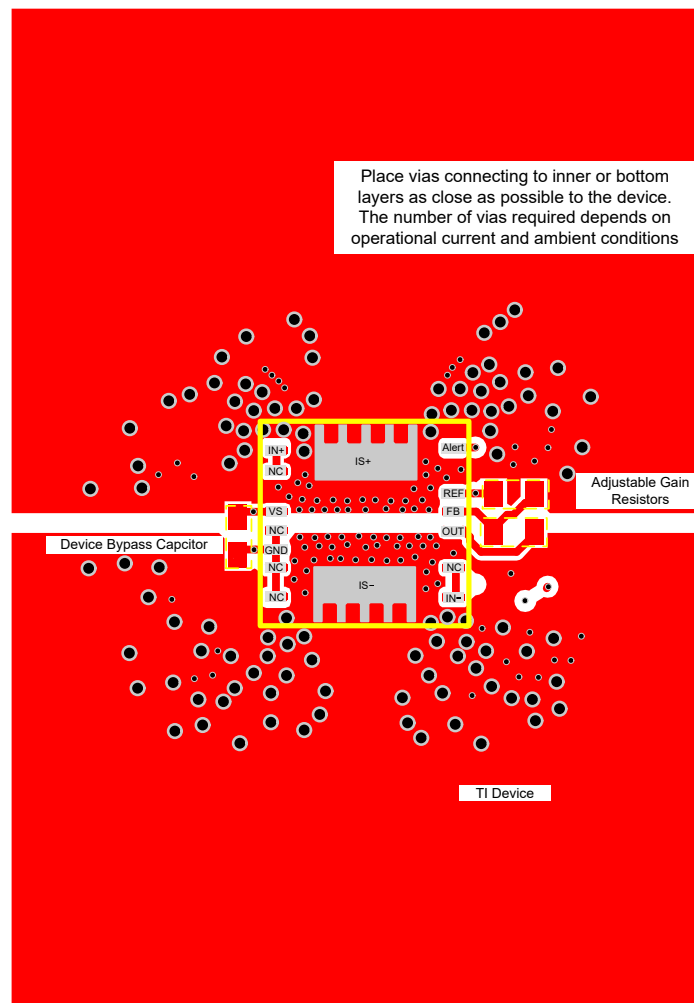 Place vias connecting to inner or bottom
layers as close as possible to the device.
The number of vias required depends on
operational current and ambient conditions
IN+
NC
IS+
Alert
REF
Adjustable Gain
Resistors
VS
FB
NC
OUT
Device Bypass Capcitor
GND
NC
NC
IS−
NC
IN−
TI Device